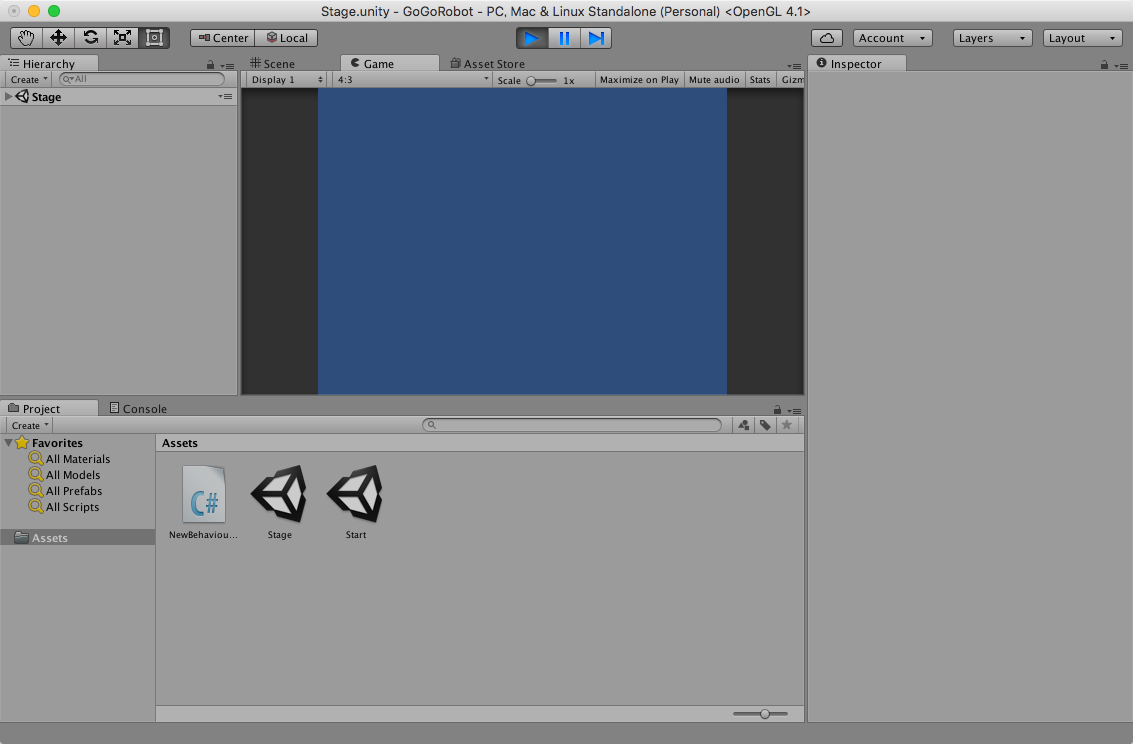 Stage.unity - GoGoRobot - PC, Mac & Linux Standalone (Personal) <OpenGL 4.1>
Center Local Account Layers Layout
Hierarchy Scene Game Asset Store Inspector
Create All Display 1 4:3 Scale 1x Maximize on Play Mute audio Stats Gizm
Stage
Project Console
Create
Favorites Assets
All Materials
All Models
All Prefabs
All Scripts
C#
NewBehaviou... Stage Start
Assets